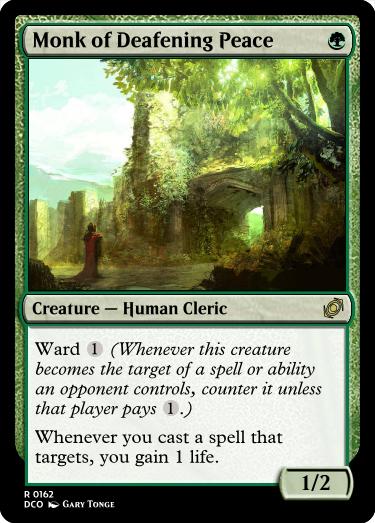 Monk of Deafening Peace
Creature — Human Cleric
Ward 1 (Whenever this creature
becomes the target of a spell or ability
an opponent controls, counter it unless
that player pays 1.)
Whenever you cast a spell that
targets, you gain 1 life.
1/2
R 0162
DCO Gary Tonge